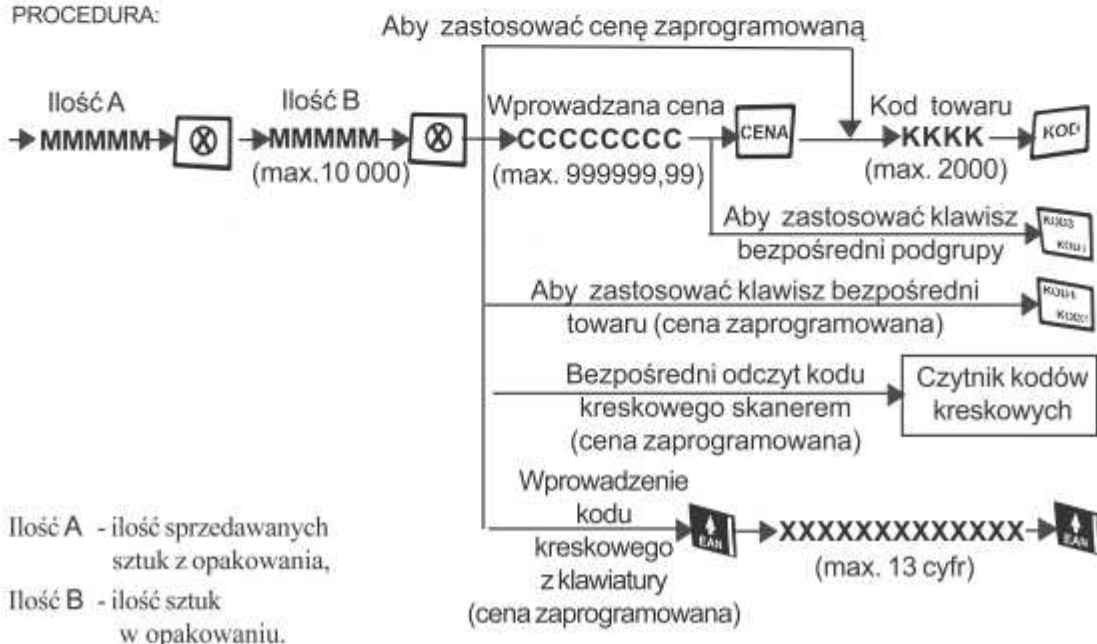 PROCEDURA:
Aby zastosować cenę zaprogramowaną
Ilość A
MMMMM
X
Ilość B
MMMMM
(max.10 000)
X
Wprowadzana cena
CCCCCCCCC
(max. 999999,99)
CENA
Kod towaru
KKKK
(max. 2000)
KOD
Aby zastosować klawisz
bezpośredni podgrupy
Aby zastosować klawisz bezpośredni
towaru (cena zaprogramowana)
Bezpośredni odczyt kodu
kreskowego skanerem
(cena zaprogramowana)
Czytnik kodów
kreskowych
Wprowadzenie
kodu
kreskowego
z klawiatury
(cena zaprogramowana)
EAN
XXXXXXXXXXXXX
(max. 13 cyfr)
EAN
Ilość A - ilość sprzedawanych
sztuk z opakowania,
Ilość B - ilość sztuk
w opakowaniu.